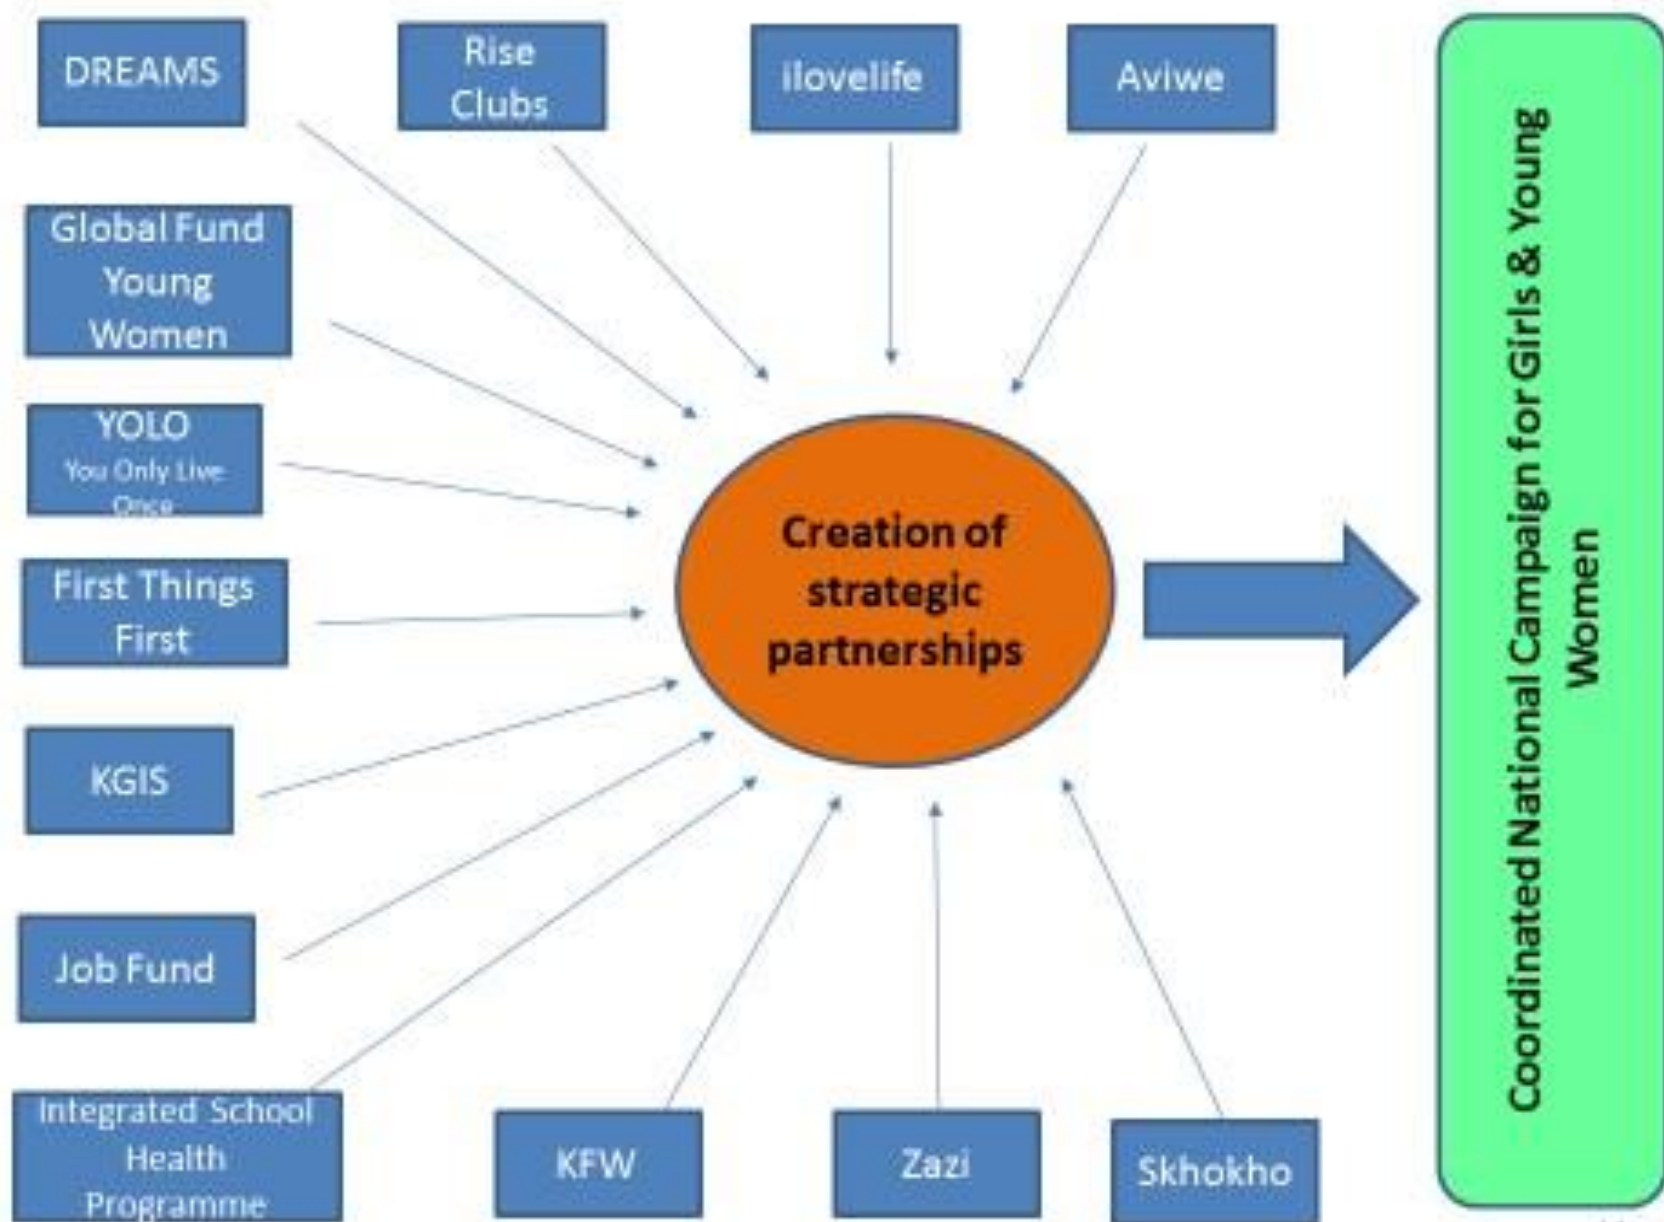 DREAMS
Rise
Clubs
ilovelife
Aviwe
Global Fund
Young
Women
YOLO
You Only Live
Once
First Things
First
KGIS
Job Fund
Integrated School
Health
Programme
KFW
Zazi
Skhokho
Creation of
strategic
partnerships
Coordinated National Campaign for Girls & Young
Women